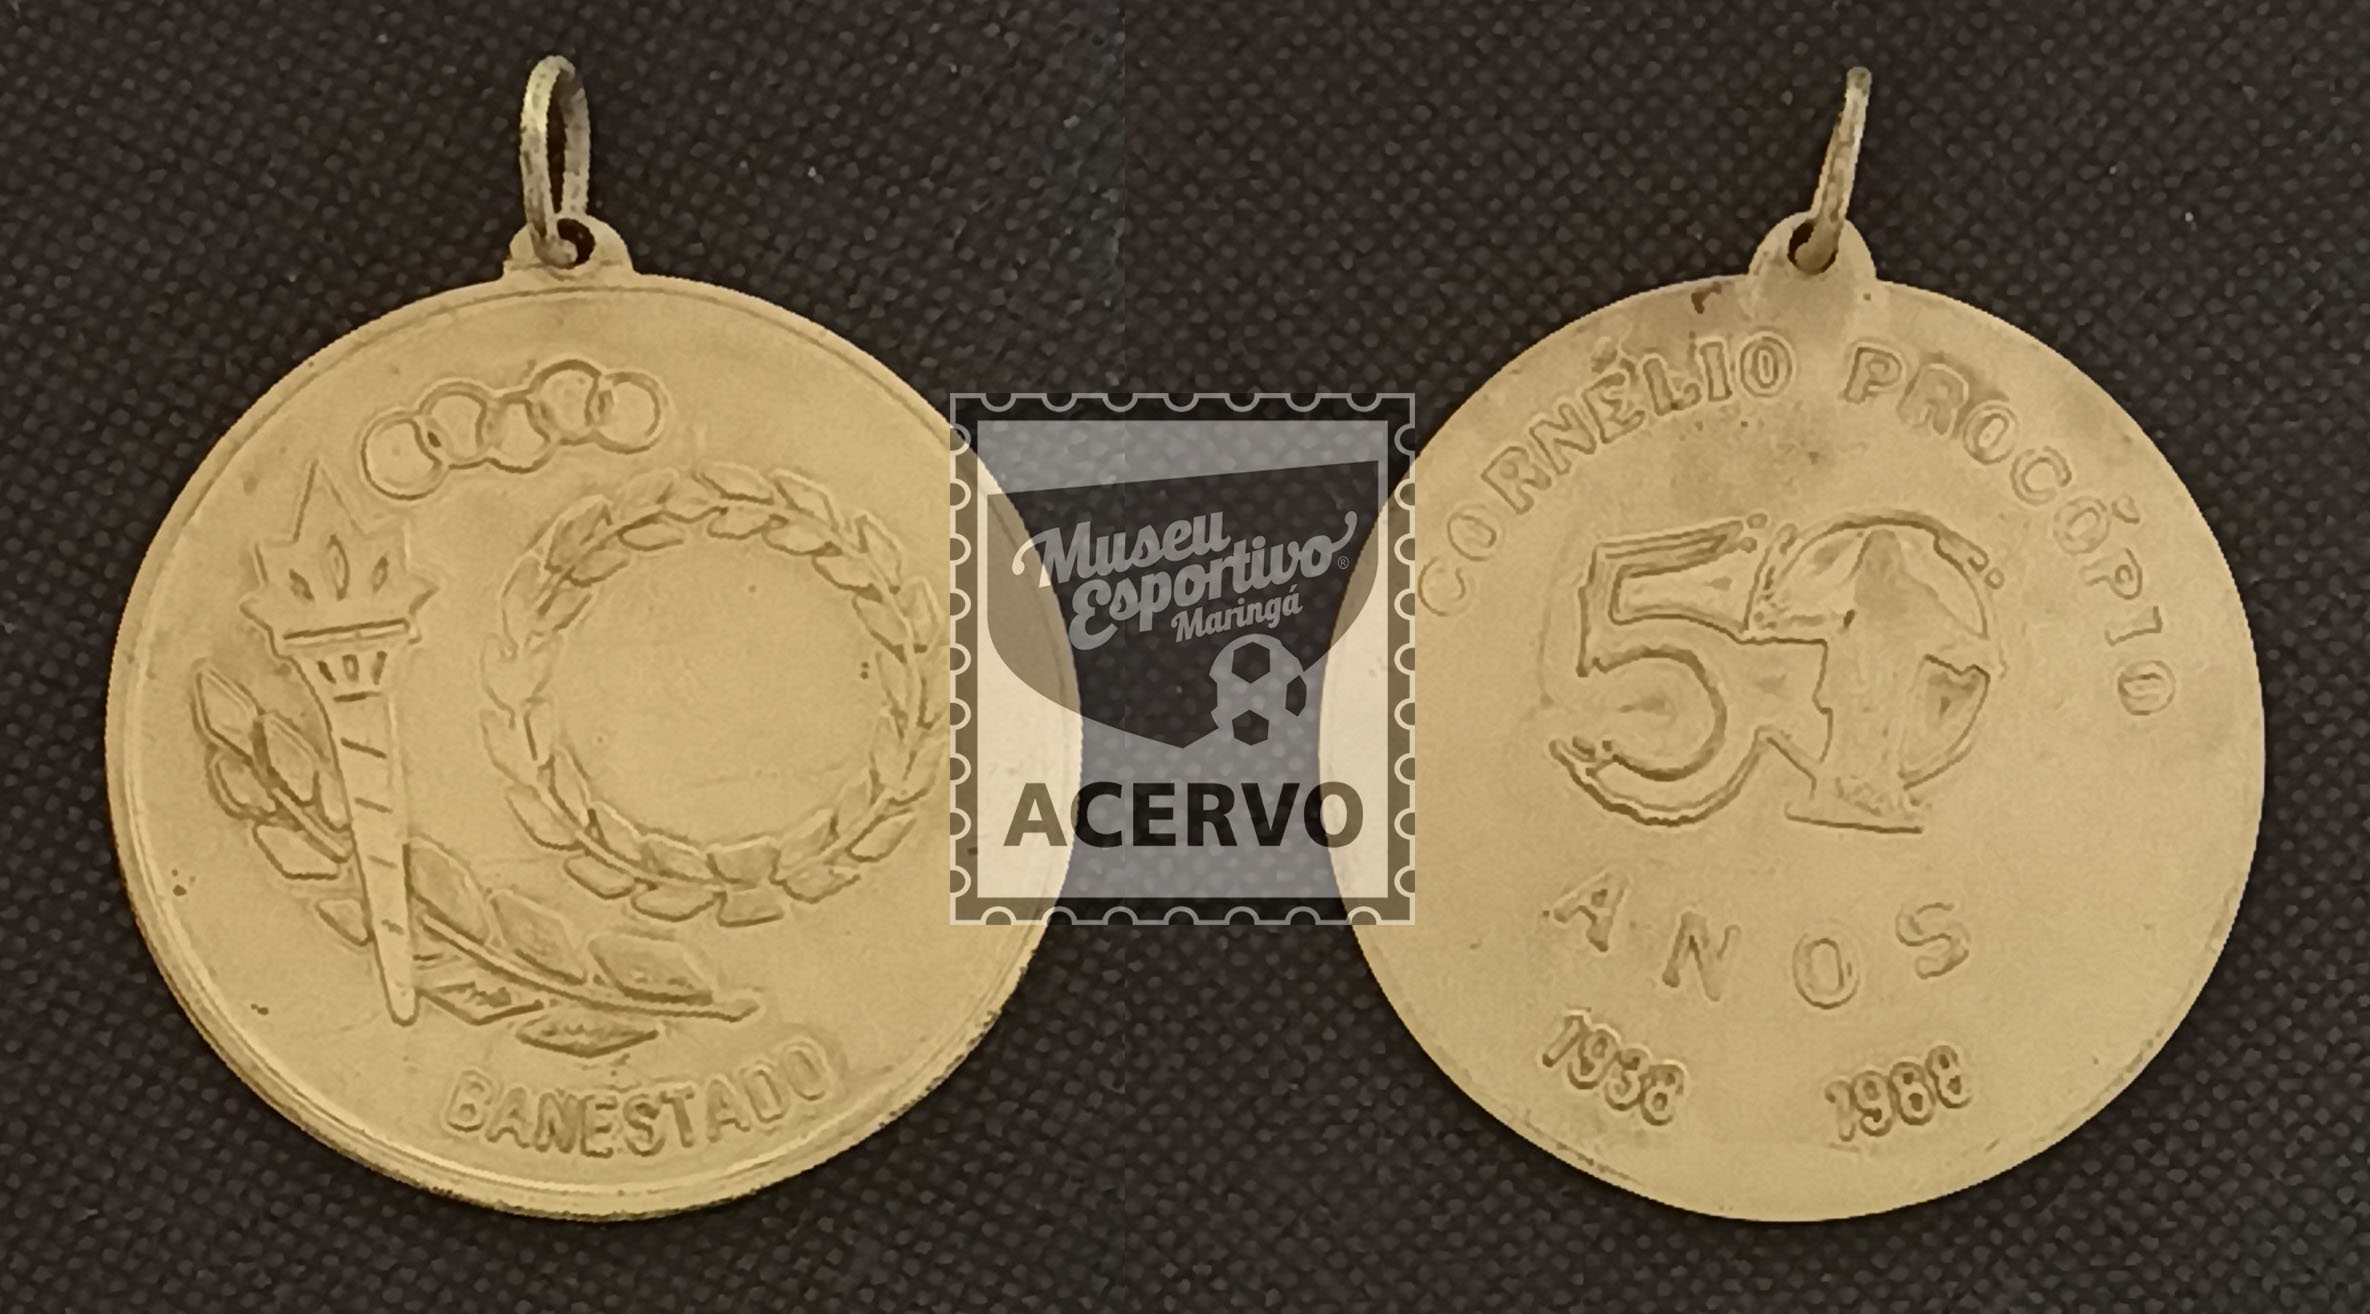 BANESTADO
Museu
Esportivo®
Maringá
ACERVO
CORNÉLIO PROCÓPIO
50
ANOS
1938 1988